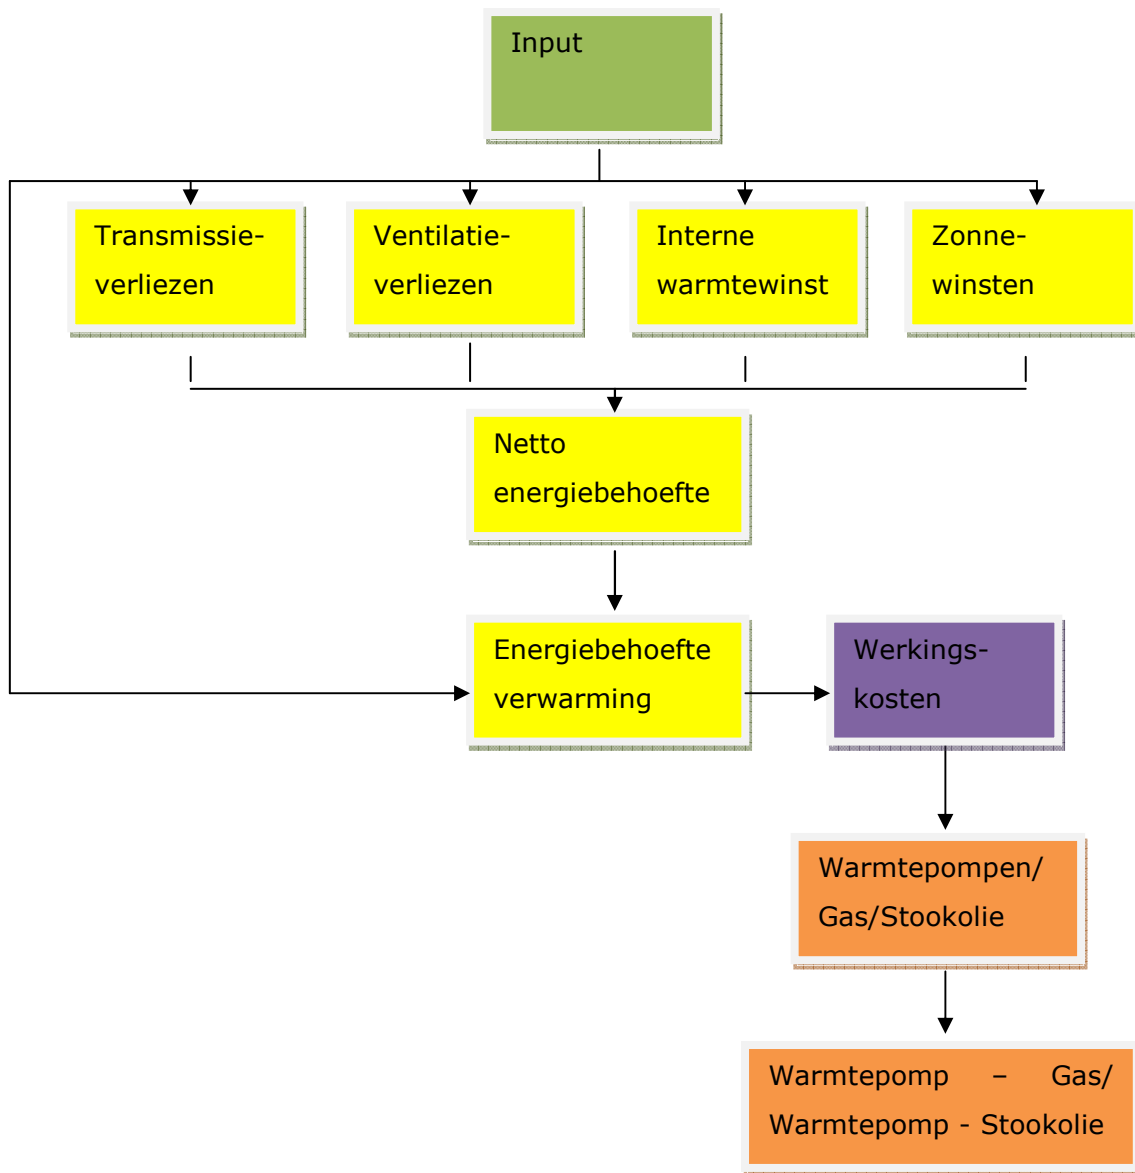 Input
Transmissie-
verliezen
Ventilatie-
verliezen
Interne
warmtewinst
Zonne-
winsten
Netto
energiebehoefte
Energiebehoefte
verwarming
Werkings-
kosten
Warmtepompen/
Gas/Stookolie
Warmtepomp – Gas/
Warmtepomp - Stookolie